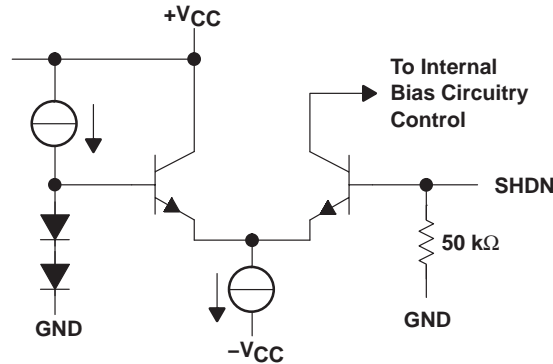 +VCC
To Internal
Bias Circuitry
Control
SHDN
50 kΩ
GND
GND
−VCC